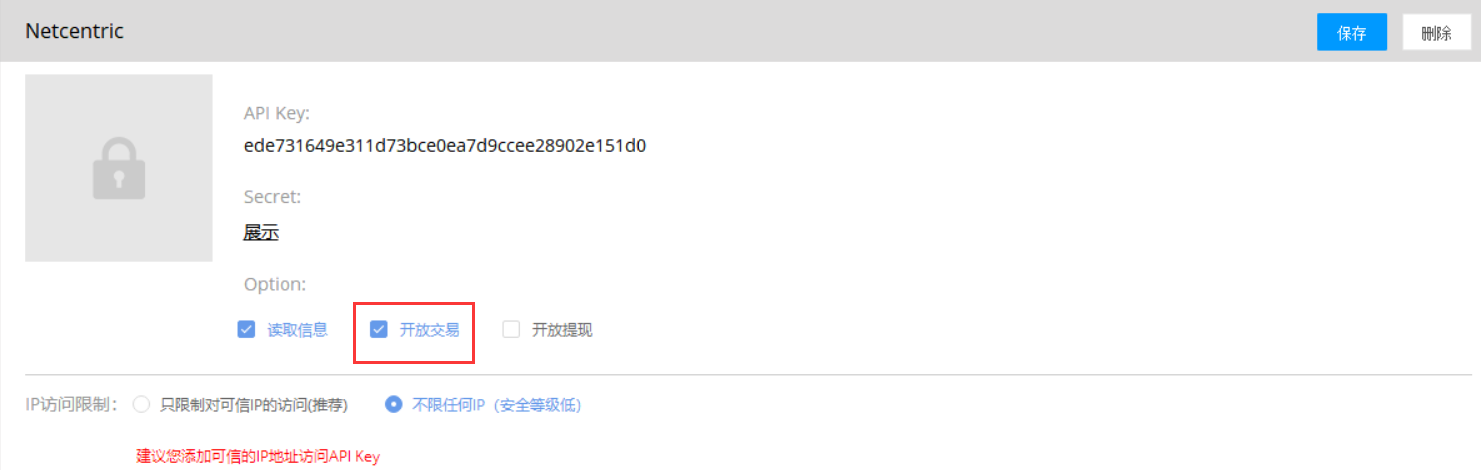 Netcentric
保存
删除
API Key:
ede731649e311d73bce0ea7d9ccee28902e151d0
Secret:
展示
Option:
读取信息 开放交易 开放提现
IP访问限制： 只限制对可信IP的访问(推荐) 不限任何IP（安全等级低）
建议您添加可信的IP地址访问API Key